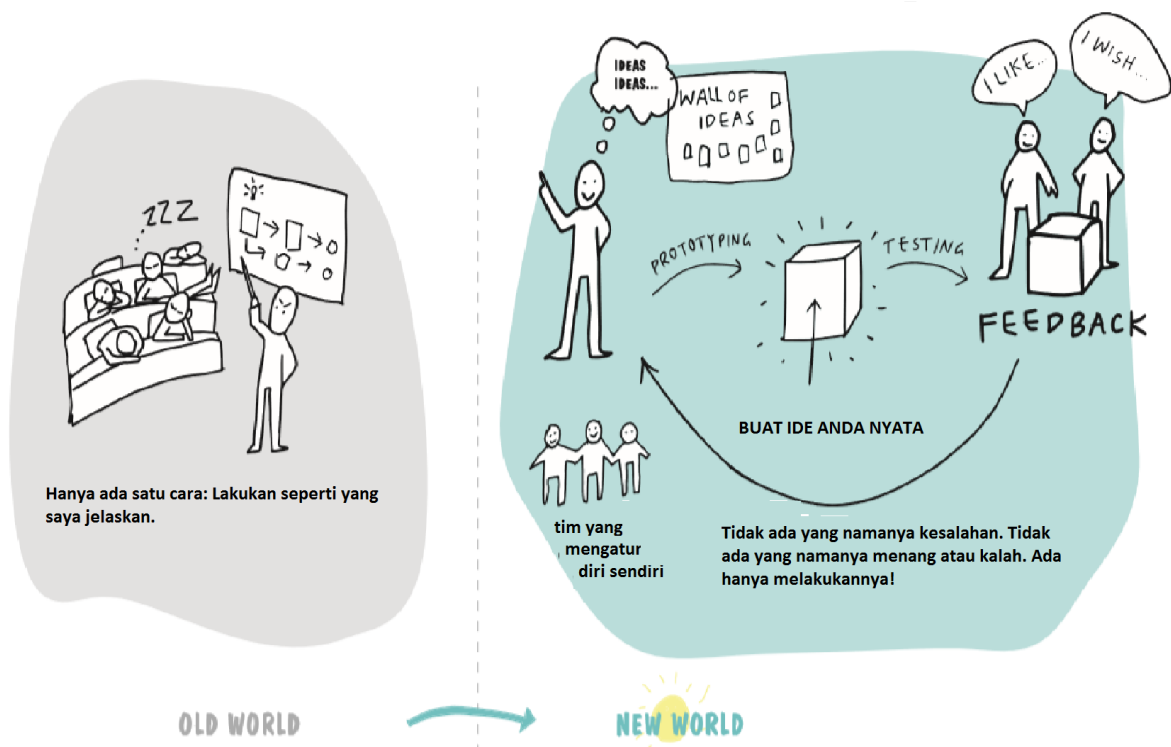 ZZZ
Hanya ada satu cara: Lakukan seperti yang
saya jelaskan.
IDEAS
IDEAS...
WALL OF
IDEAS
I LIKE...
I WISH....
PROTOTYPING
TESTING
FEEDBACK
BUAT IDE ANDA NYATA
tim yang
mengatur
diri sendiri
Tidak ada yang namanya kesalahan. Tidak
ada yang namanya menang atau kalah. Ada
hanya melakukannya!
OLD WORLD
NEW WORLD